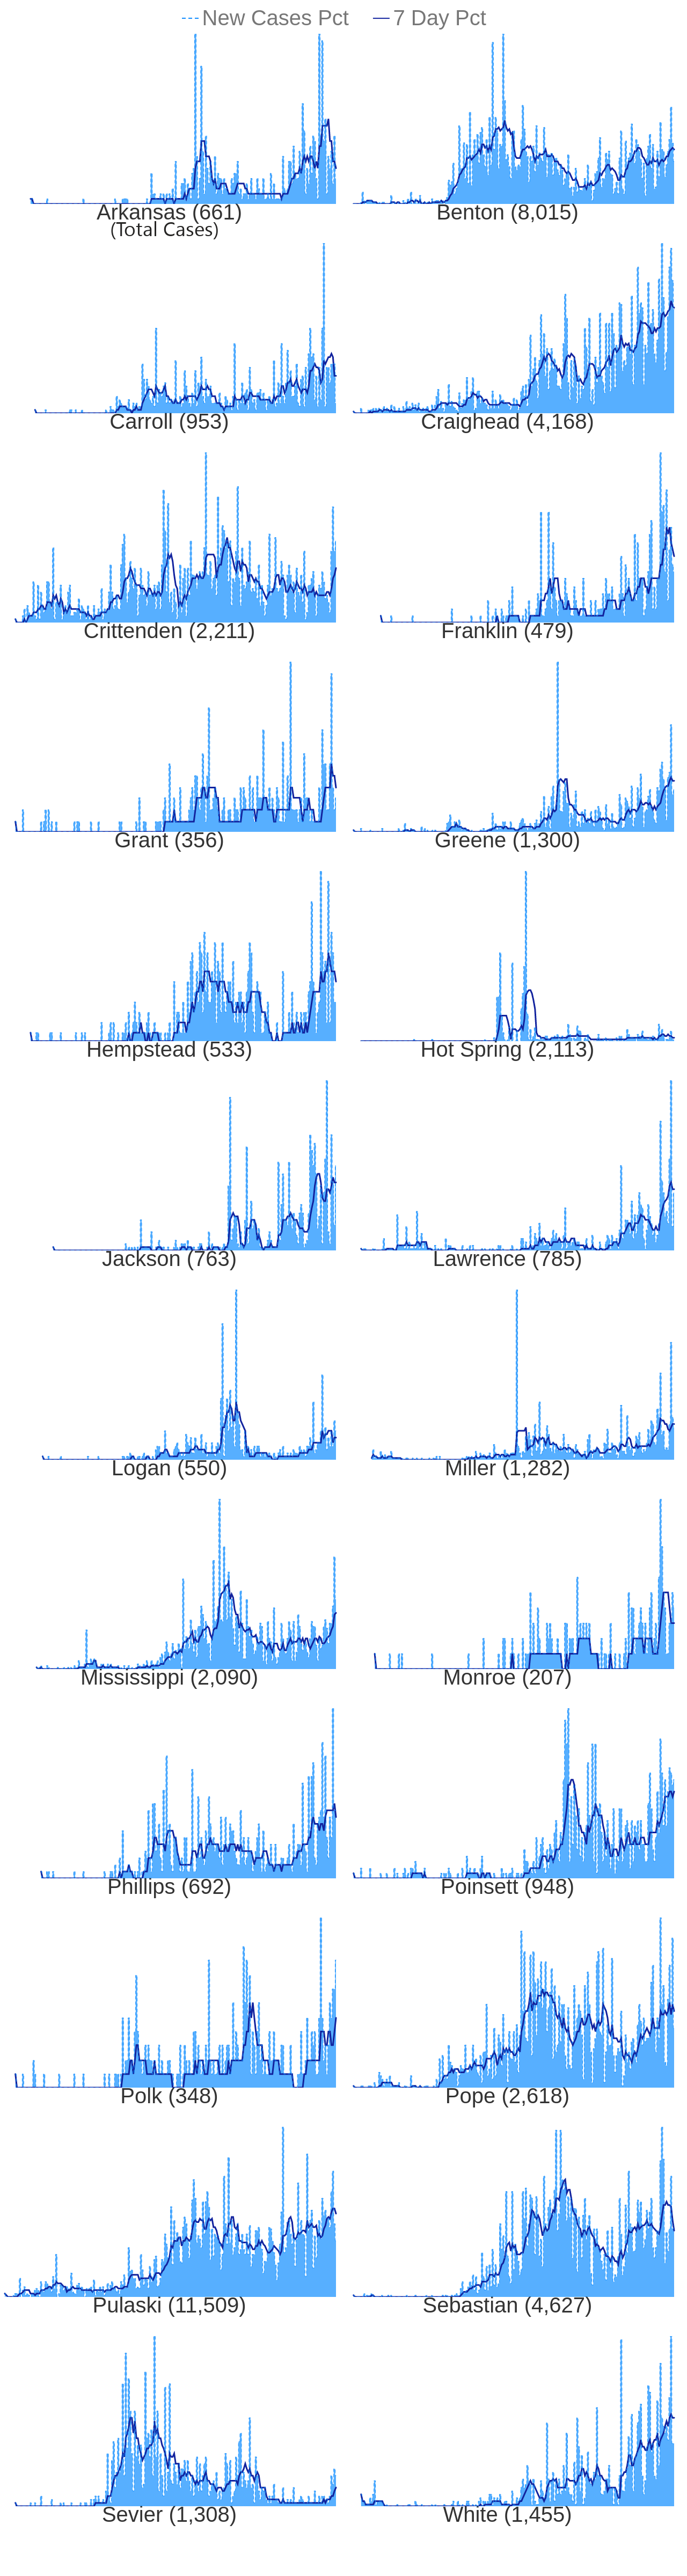 New Cases Pct 7 Day Pct
Arkansas (661) Benton (8,015)
(Total Cases)
Carroll (953) Craighead (4,168)
Crittenden (2,211) Franklin (479)
Grant (356) Greene (1,300)
Hempstead (533) Hot Spring (2,113)
Jackson (763) Lawrence (785)
Logan (550) Miller (1,282)
Mississippi (2,090) Monroe (207)
Phillips (692) Poinsett (948)
Polk (348) Pope (2,618)
Pulaski (11,509) Sebastian (4,627)
Sevier (1,308) White (1,455)